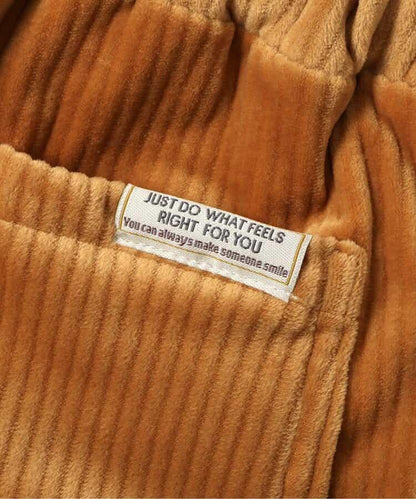 JUST DO WHAT FEELS
RIGHT FOR YOU
You can always make someone smile